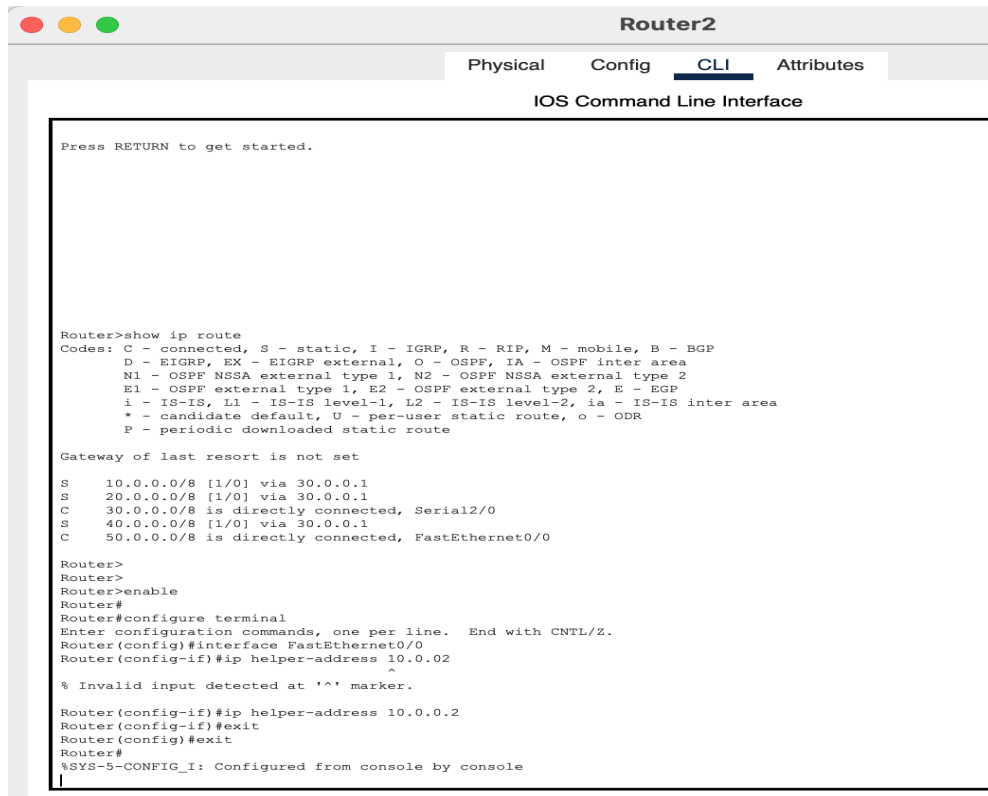 Router2
Physical Config CLI Attributes
IOS Command Line Interface
Press RETURN to get started.
Router>show ip route
Codes: C - connected, S - static, I - IGRP, R - RIP, M - mobile, B - BGP
       D - EIGRP, EX - EIGRP external, O - OSPF, IA - OSPF inter area
       N1 - OSPF NSSA external type 1, N2 - OSPF NSSA external type 2
       E1 - OSPF external type 1, E2 - OSPF external type 2, E - EGP
       i - IS-IS, L1 - IS-IS level-1, L2 - IS-IS level-2, ia - IS-IS inter area
       * - candidate default, U - per-user static route, o - ODR
       P - periodic downloaded static route
Gateway of last resort is not set
S    10.0.0.0/8 [1/0] via 30.0.0.1
S    20.0.0.0/8 [1/0] via 30.0.0.1
C    30.0.0.0/8 is directly connected, Serial2/0
S    40.0.0.0/8 [1/0] via 30.0.0.1
C    50.0.0.0/8 is directly connected, FastEthernet0/0
Router>
Router>
Router>enable
Router#
Router#configure terminal
Enter configuration commands, one per line.  End with CNTL/Z.
Router(config)#interface FastEthernet0/0
Router(config-if)#ip helper-address 10.0.02
                                    ^
% Invalid input detected at '^' marker.
Router(config-if)#ip helper-address 10.0.0.2
Router(config-if)#exit
Router(config)#exit
Router#
%SYS-5-CONFIG_I: Configured from console by console